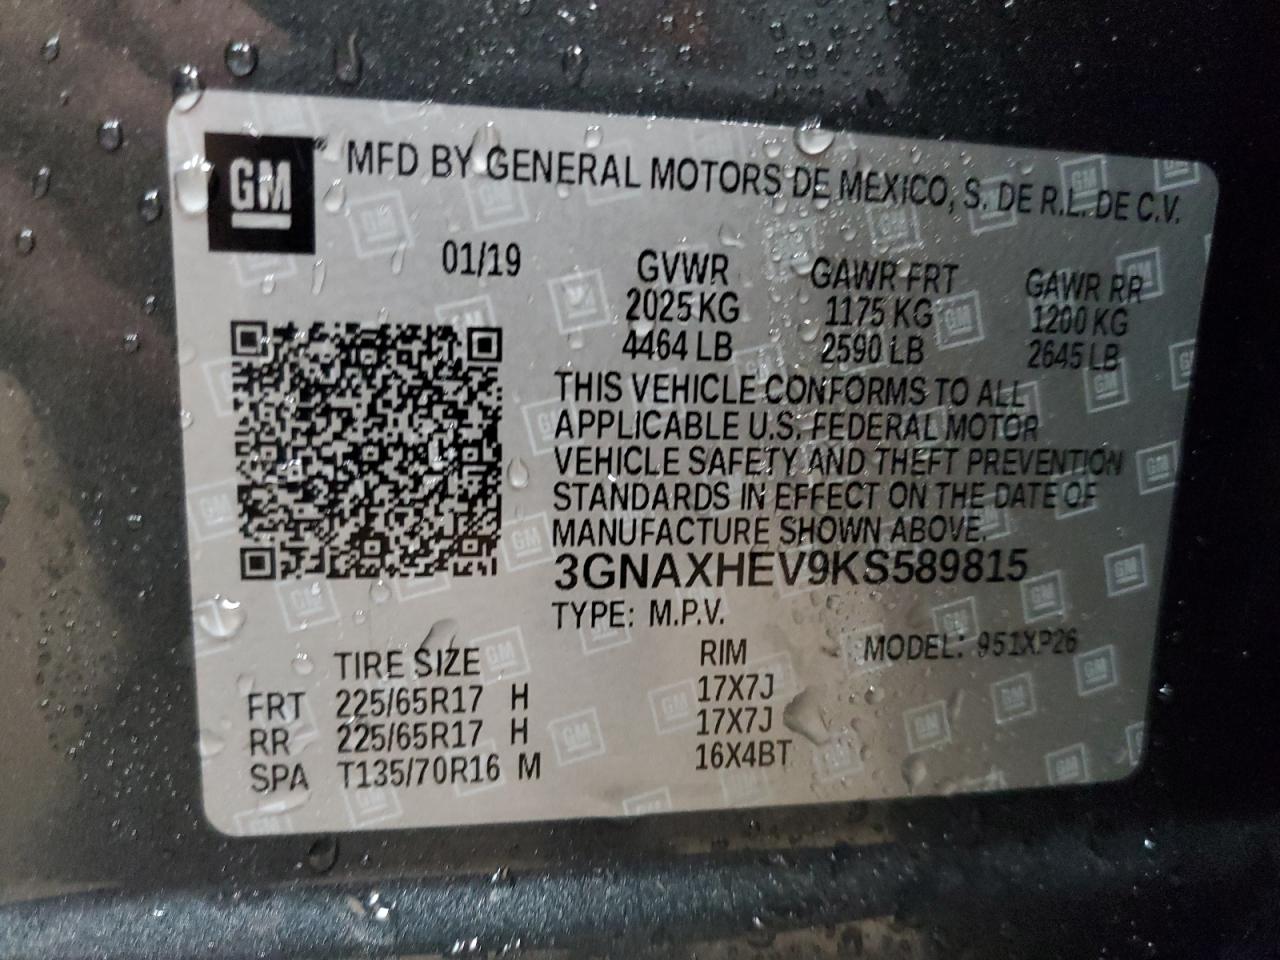 GM
MFD BY GENERAL MOTORS DE MEXICO, S. DE R.L. DE C.V.
01/19
GVWR GAWR FRT GAWR RR
2025 KG 1175 KG 1200 KG
4464 LB 2590 LB 2645 LB
THIS VEHICLE CONFORMS TO ALL
APPLICABLE U.S. FEDERAL MOTOR
VEHICLE SAFETY AND THEFT PREVENTION
STANDARDS IN EFFECT ON THE DATE OF
MANUFACTURE SHOWN ABOVE.
3GNAXHEV9KS589815
TYPE: M.P.V.
MODEL: 951XP26
TIRE SIZE RIM
FRT 225/65R17 H 17X7J
RR 225/65R17 H 17X7J
SPA T135/70R16 M 16X4BT